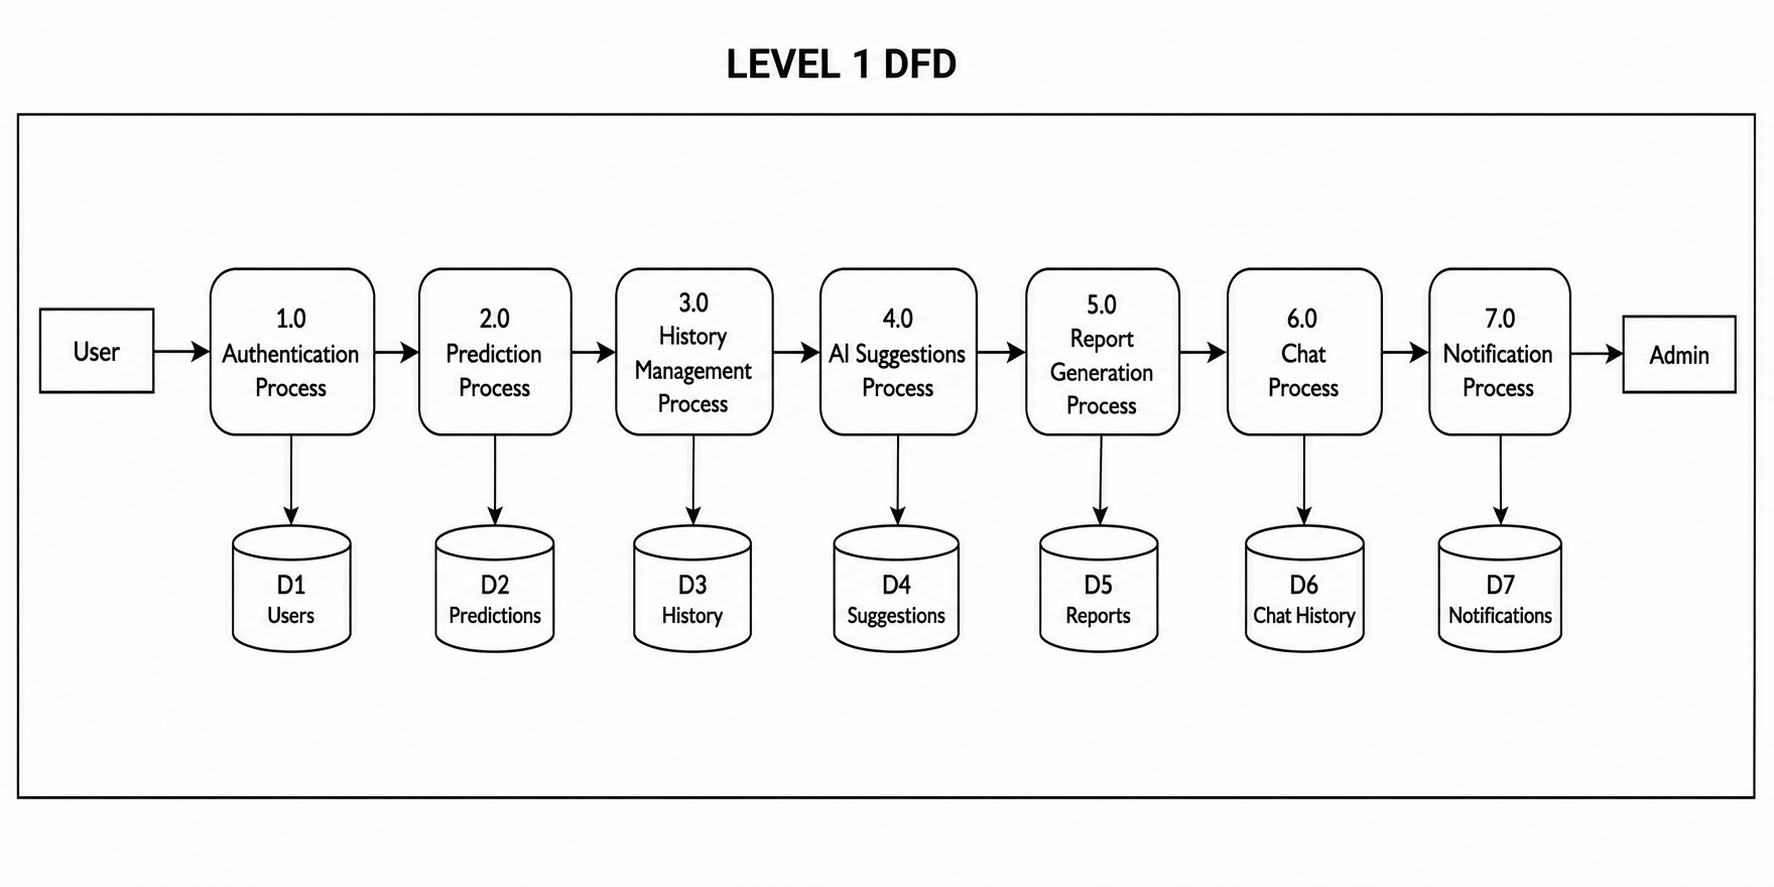 LEVEL 1 DFD
User
1.0
Authentication
Process
2.0
Prediction
Process
3.0
History
Management
Process
4.0
AI Suggestions
Process
5.0
Report
Generation
Process
6.0
Chat
Process
7.0
Notification
Process
Admin
D1
Users
D2
Predictions
D3
History
D4
Suggestions
D5
Reports
D6
Chat History
D7
Notifications